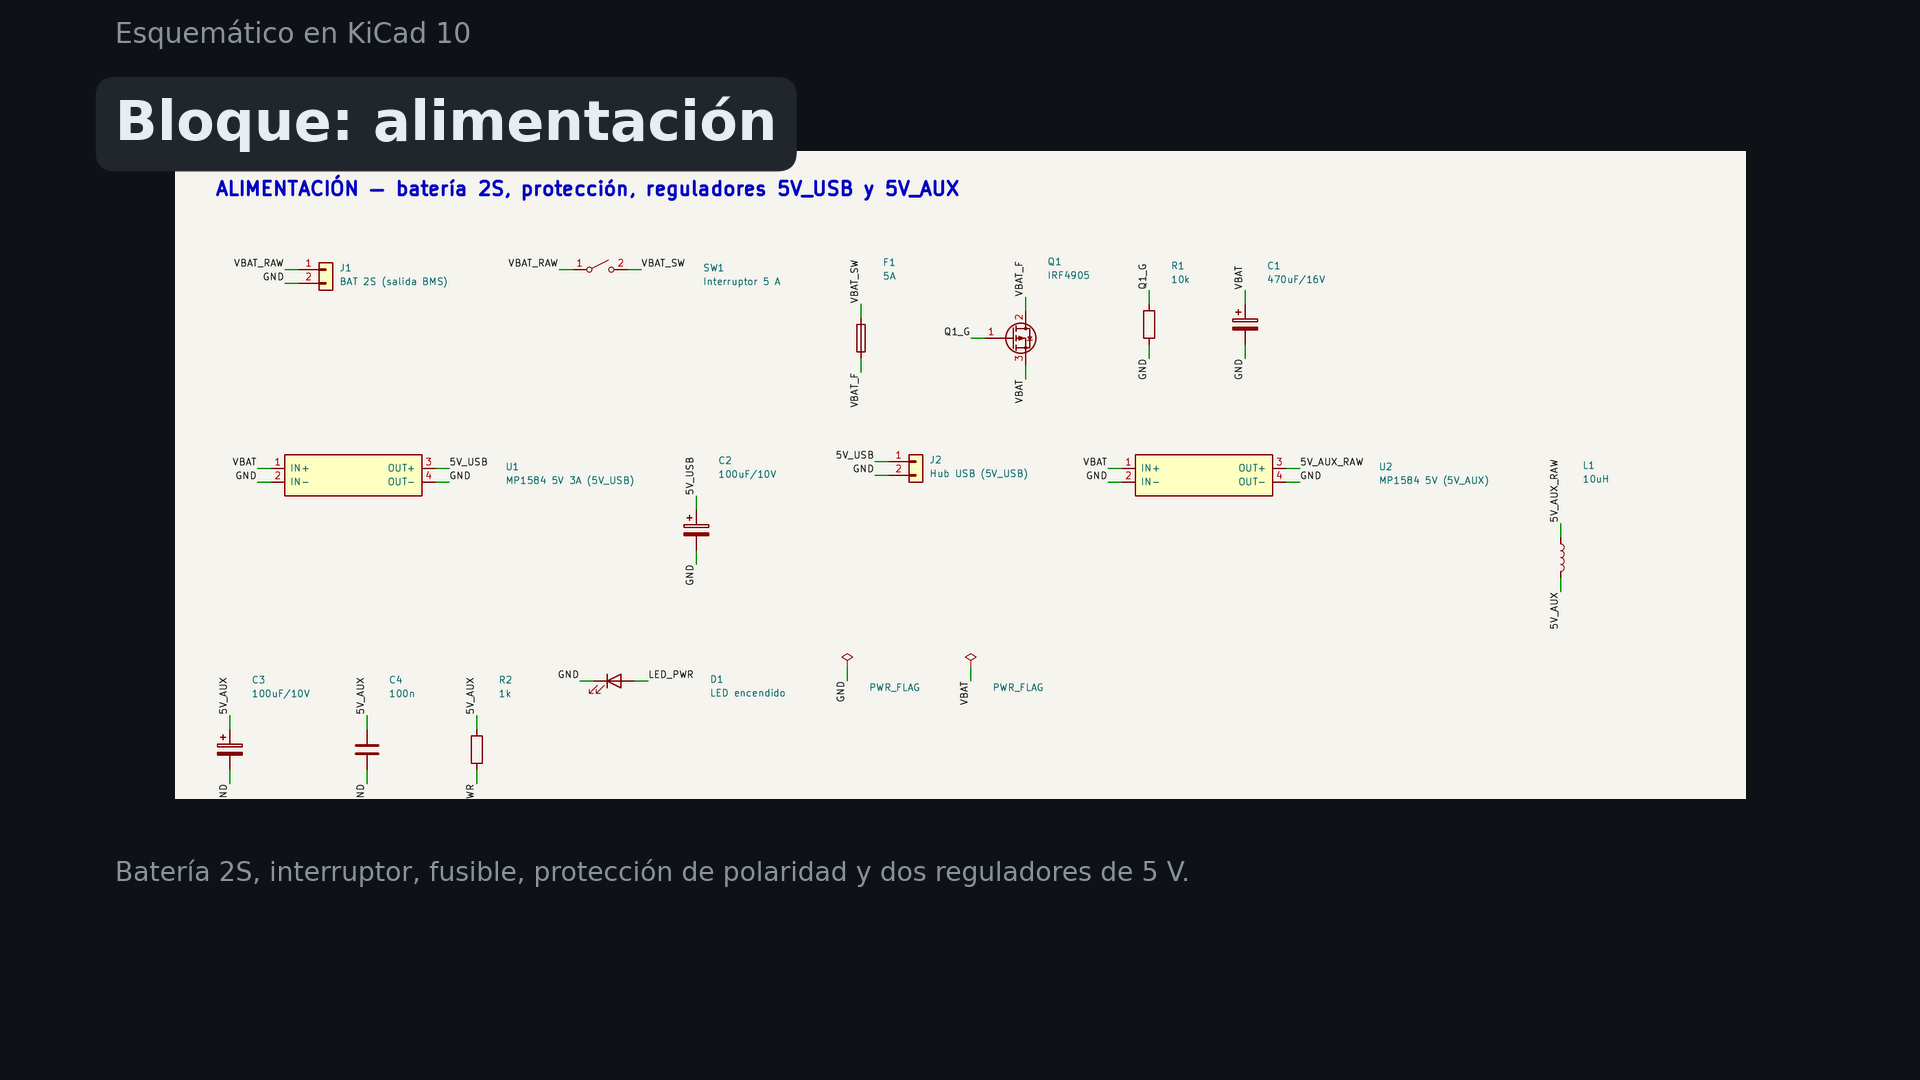 Esquemático en KiCad 10
Bloque: alimentación
ALIMENTACIÓN — batería 2S, protección, reguladores 5V_USB y 5V_AUX
VBAT_RAW 1
GND 2
J1
BAT 2S (salida BMS)
VBAT_RAW 1 2 VBAT_SW
SW1
Interruptor 5 A
VBAT_SW
F1
5A
VBAT_F
VBAT_F
Q1
IRF4905
2
Q1_G 1
3
VBAT
Q1_G
R1
10k
GND
VBAT
C1
470uF/16V
+
GND
VBAT 1 IN+ OUT+ 3 5V_USB
GND 2 IN- OUT- 4 GND
U1
MP1584 5V 3A (5V_USB)
5V_USB
C2
100uF/10V
+
GND
5V_USB 1
GND 2
J2
Hub USB (5V_USB)
VBAT 1 IN+ OUT+ 3 5V_AUX_RAW
GND 2 IN- OUT- 4 GND
U2
MP1584 5V (5V_AUX)
5V_AUX_RAW
L1
10uH
5V_AUX
5V_AUX
C3
100uF/10V
+
ND
5V_AUX
C4
100n
ND
5V_AUX
R2
1k
WR
GND LED_PWR
D1
LED encendido
GND
PWR_FLAG
VBAT
PWR_FLAG
Batería 2S, interruptor, fusible, protección de polaridad y dos reguladores de 5 V.